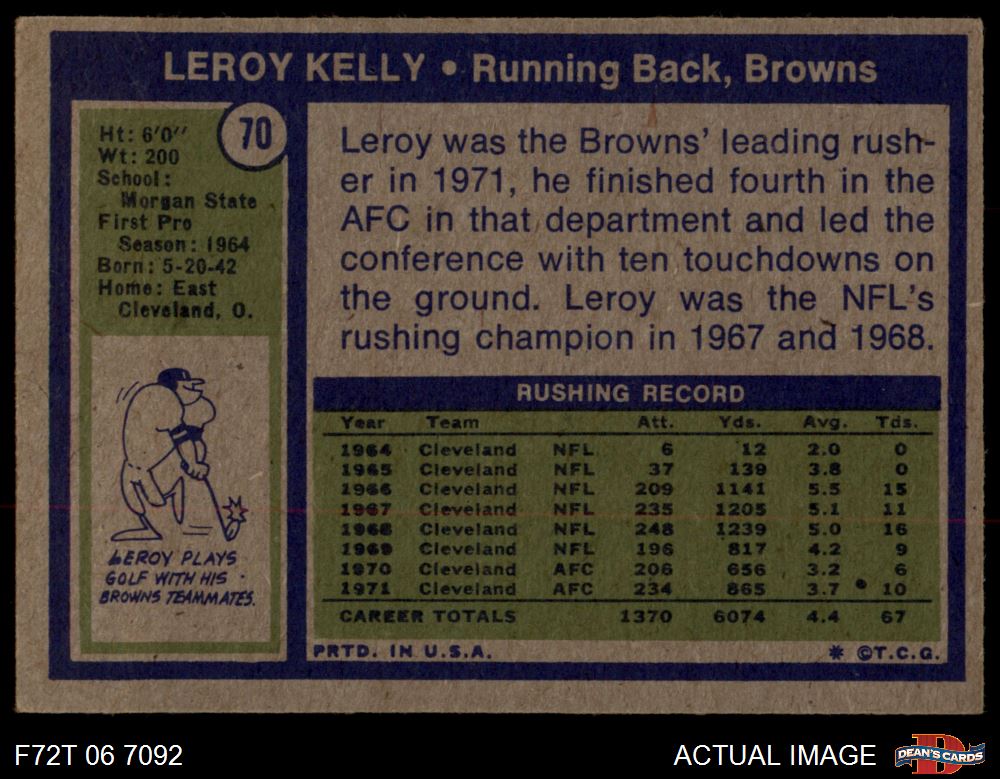 LEROY KELLY • Running Back, Browns
70
Ht: 6'0"
Wt: 200
School:
Morgan State
First Pro
Season: 1964
Born: 5-20-42
Home: East
Cleveland, O.
LEROY PLAYS
GOLF WITH HIS
BROWNS TEAMMATES.
Leroy was the Browns' leading rush-
er in 1971, he finished fourth in the
AFC in that department and led the
conference with ten touchdowns on
the ground. Leroy was the NFL's
rushing champion in 1967 and 1968.
RUSHING RECORD
Year Team Att. Yds. Avg. Tds.
1964 Cleveland NFL 6 12 2.0 0
1965 Cleveland NFL 37 139 3.8 0
1966 Cleveland NFL 209 1141 5.5 15
1967 Cleveland NFL 235 1205 5.1 11
1968 Cleveland NFL 248 1239 5.0 16
1969 Cleveland NFL 196 817 4.2 9
1970 Cleveland AFC 206 656 3.2 6
1971 Cleveland AFC 234 865 3.7 10
CAREER TOTALS 1370 6074 4.4 67
PRTD. IN U.S.A. * ©T.C.G.
F72T 06 7092 ACTUAL IMAGE DEAN'S CARDS